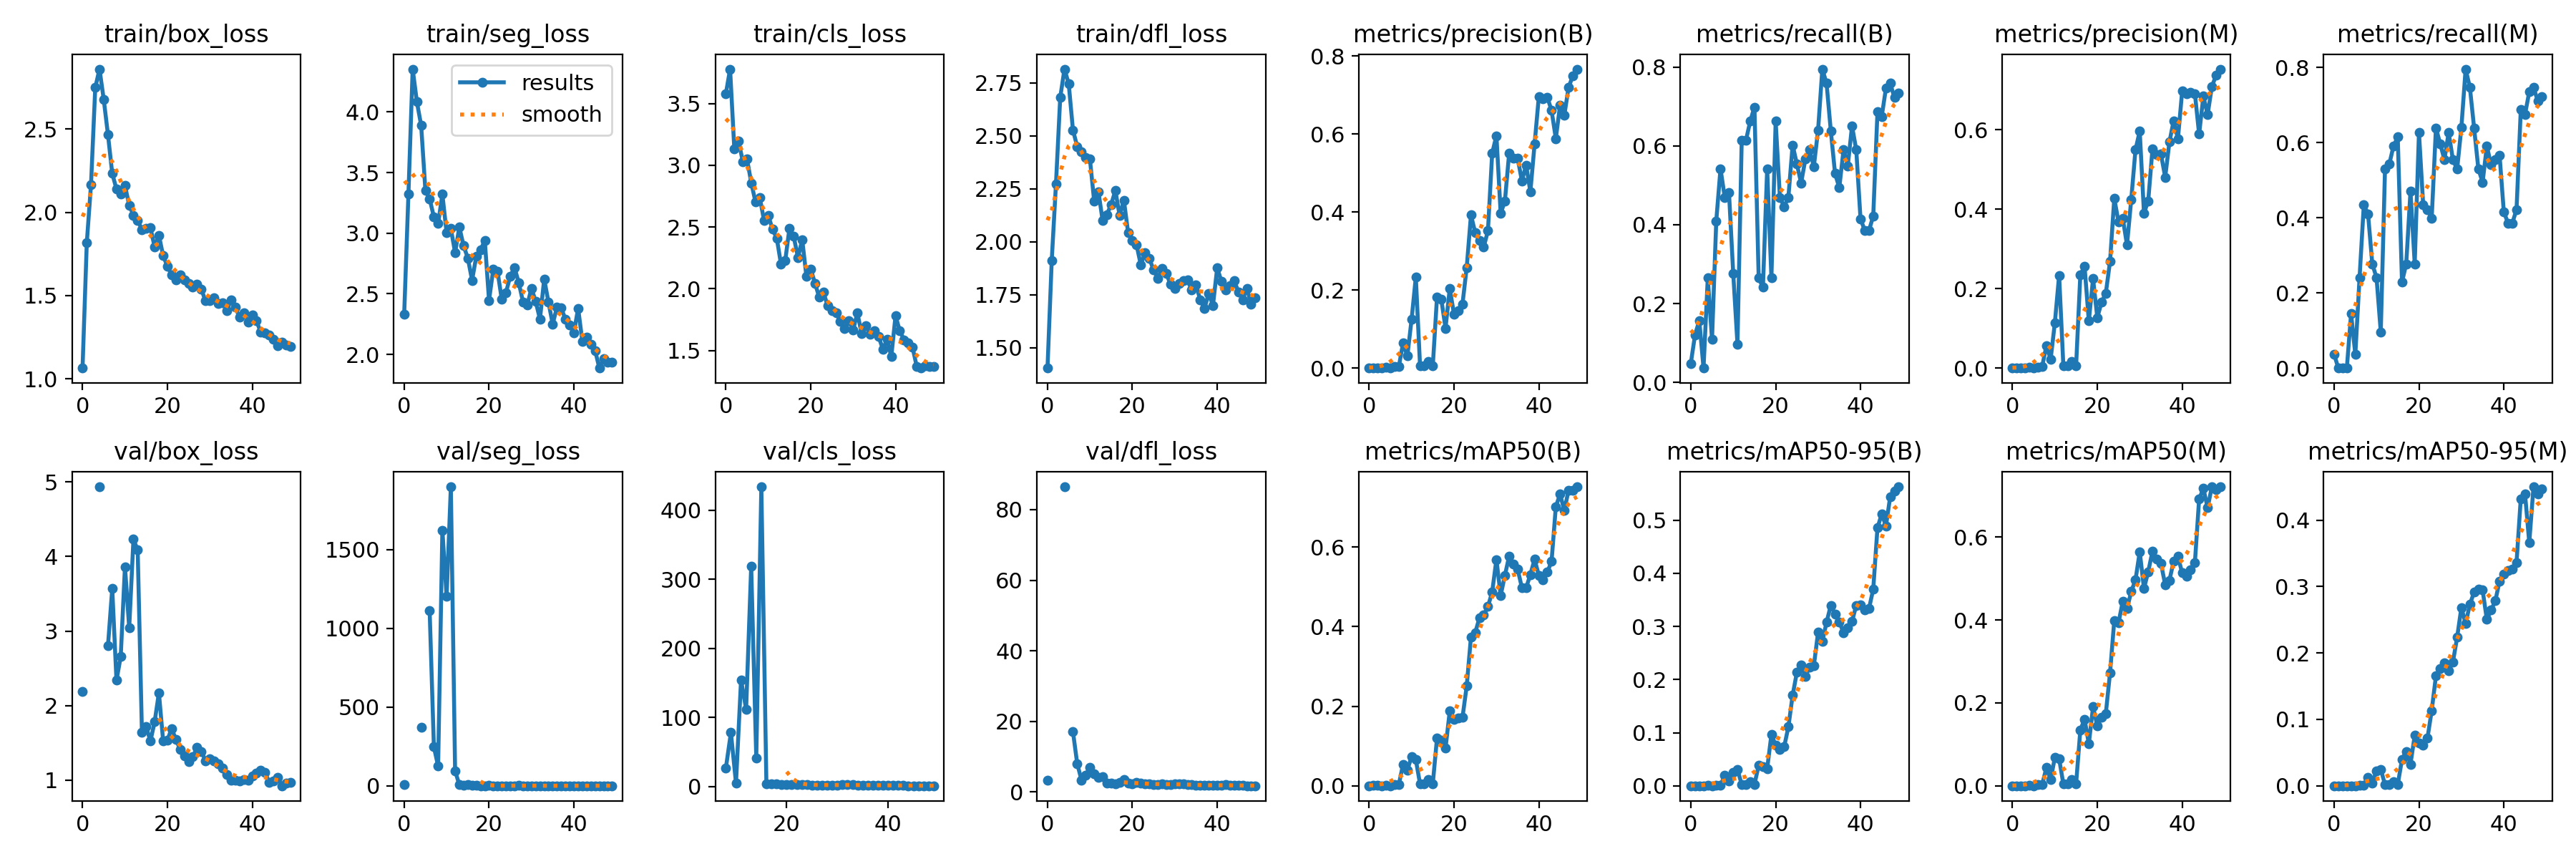 train/box_loss
train/seg_loss
train/cls_loss
train/dfl_loss
metrics/precision(B)
metrics/recall(B)
metrics/precision(M)
metrics/recall(M)
results
smooth
2.5
2.0
1.5
1.0
0 20 40
4.0
3.5
3.0
2.5
2.0
0 20 40
3.5
3.0
2.5
2.0
1.5
0 20 40
2.75
2.50
2.25
2.00
1.75
1.50
0 20 40
0.8
0.6
0.4
0.2
0.0
0 20 40
0.8
0.6
0.4
0.2
0.0
0 20 40
0.6
0.4
0.2
0.0
0 20 40
0.8
0.6
0.4
0.2
0.0
0 20 40
val/box_loss
val/seg_loss
val/cls_loss
val/dfl_loss
metrics/mAP50(B)
metrics/mAP50-95(B)
metrics/mAP50(M)
metrics/mAP50-95(M)
5
4
3
2
1
0 20 40
1500
1000
500
0
0 20 40
400
300
200
100
0
20 40
80
60
40
20
0
0 20 40
0.6
0.4
0.2
0.0
0 20 40
0.5
0.4
0.3
0.2
0.1
0.0
0 20 40
0.6
0.4
0.2
0.0
0 20 40
0.4
0.3
0.2
0.1
0.0
0 20 40